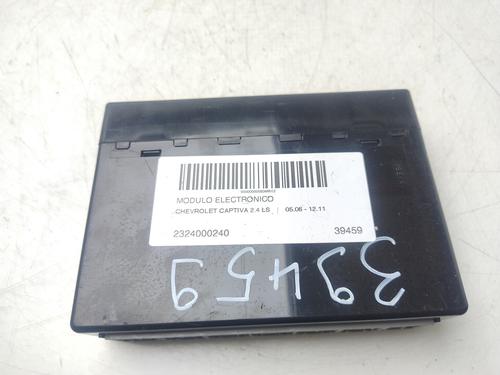 MODULO ELECTRONICO
CHEVROLET CAPTIVA 2.4 LS | 05.06 - 12.11
2324000240 39459
39459